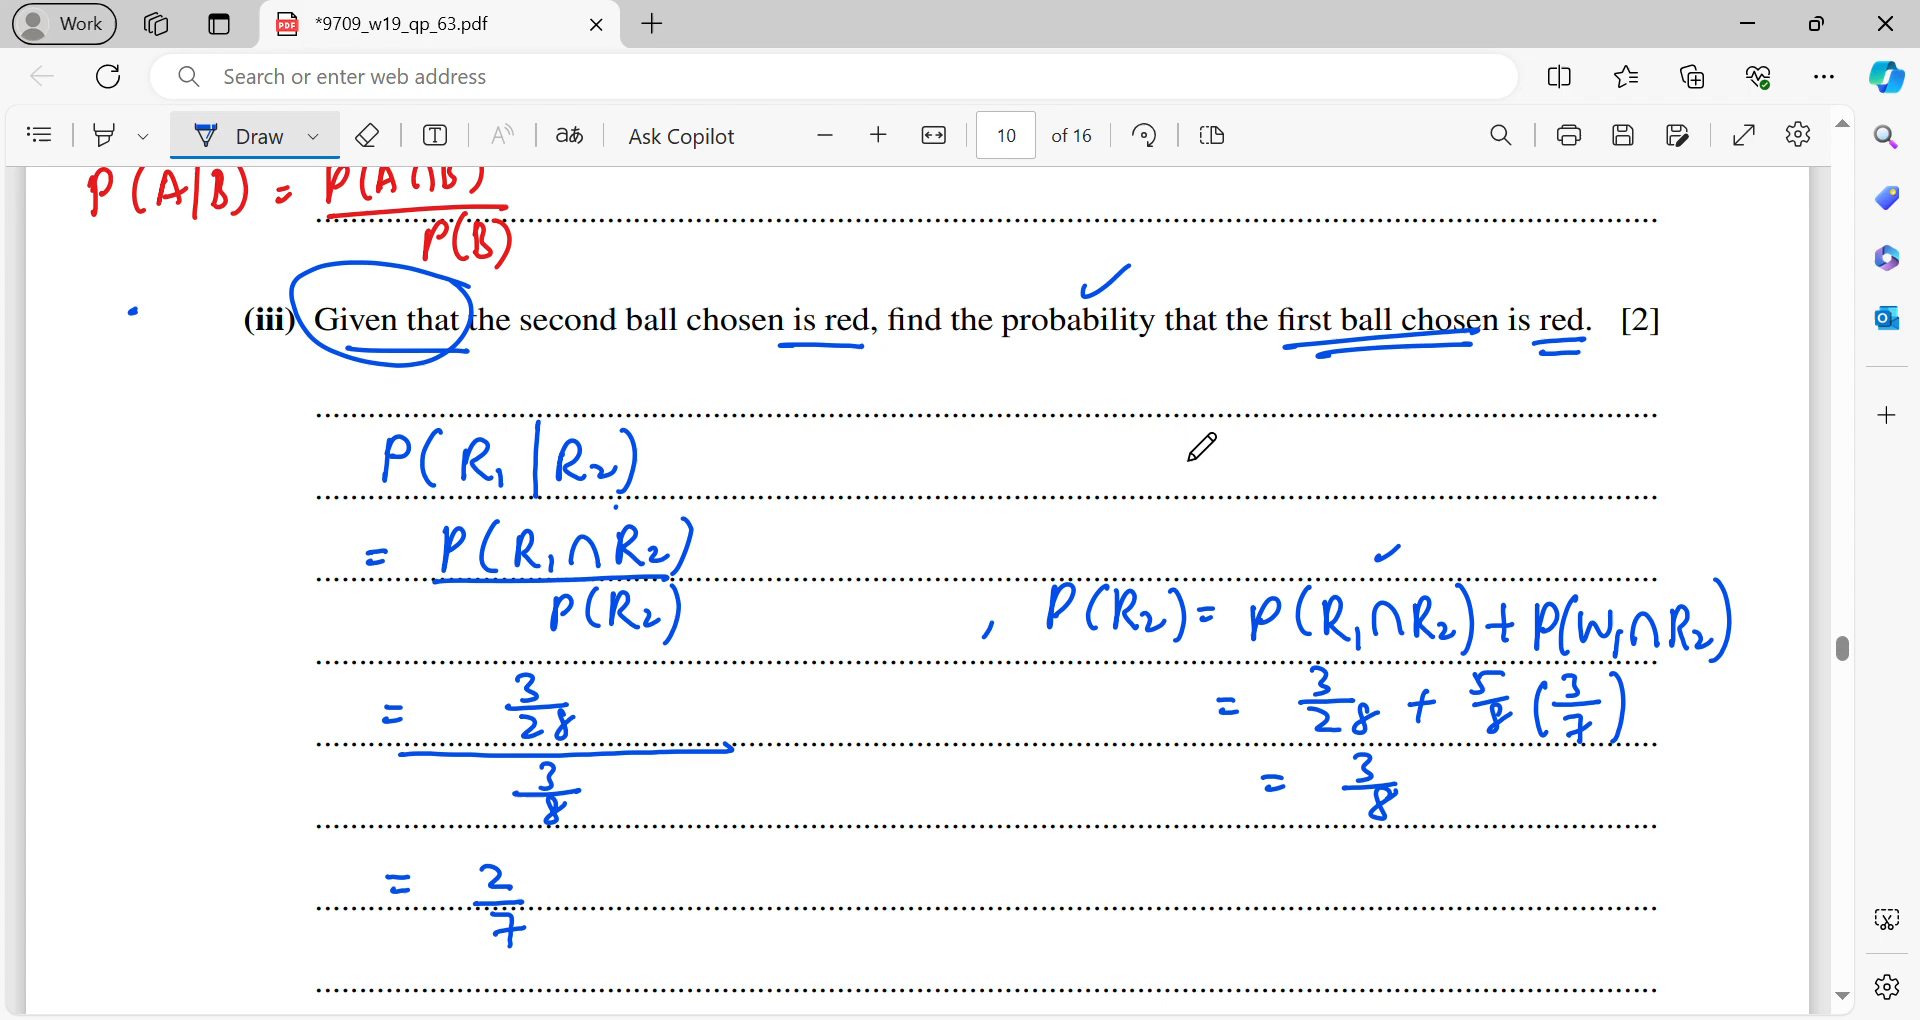 Work
*9709_w19_qp_63.pdf
Search or enter web address
Draw
T
A
aあ
Ask Copilot
10 of 16
P(A|B) = P(A∩B)
P(B)
(iii) Given that the second ball chosen is red, find the probability that the first ball chosen is red. [2]
P(R₁|R₂)
= P(R₁∩R₂)
P(R₂)
, P(R₂) = P(R₁∩R₂) + P(W₁∩R₂)
= 3/28
3/8
= 3/28 + 5/8 (3/7)
= 3/8
= 2/7